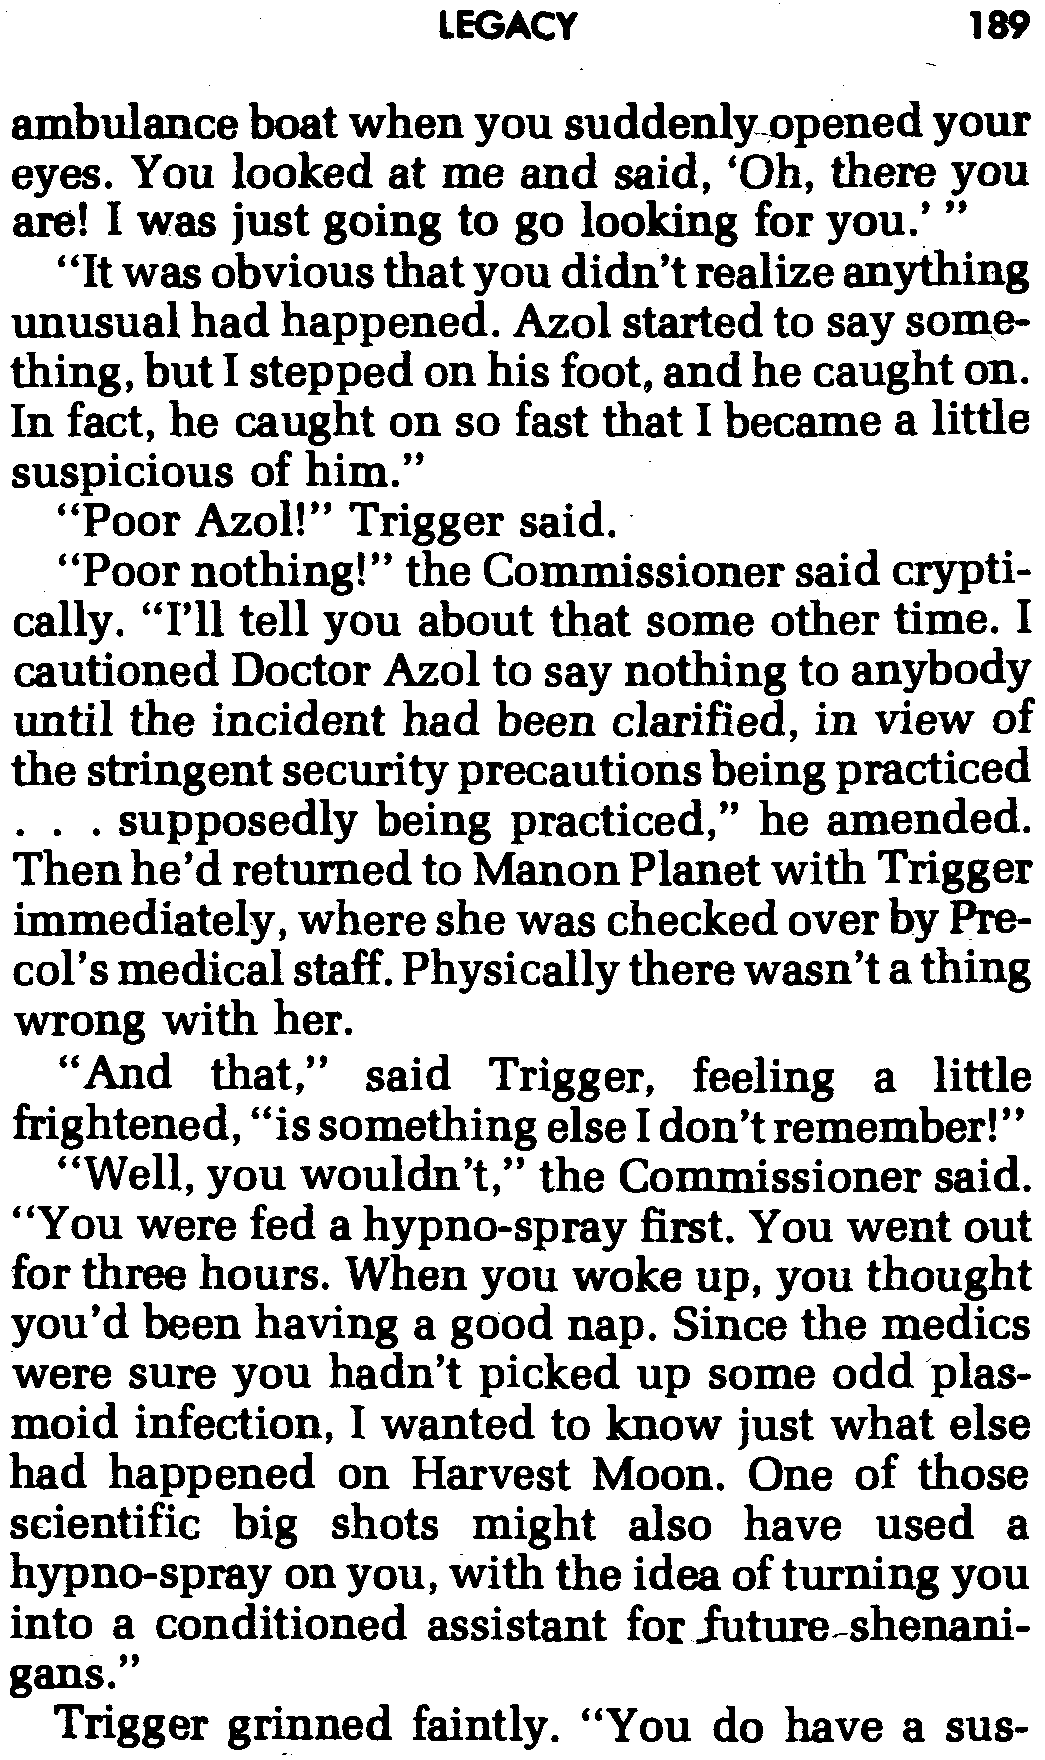 LEGACY 189
ambulance boat when you suddenly opened your
eyes. You looked at me and said, ‘Oh, there you
are! I was just going to go looking for you.’ ”
“It was obvious that you didn’t realize anything
unusual had happened. Azol started to say some-
thing, but I stepped on his foot, and he caught on.
In fact, he caught on so fast that I became a little
suspicious of him.”
“Poor Azol!” Trigger said.
“Poor nothing!” the Commissioner said crypti-
cally. “I’ll tell you about that some other time. I
cautioned Doctor Azol to say nothing to anybody
until the incident had been clarified, in view of
the stringent security precautions being practiced
. . . supposedly being practiced,” he amended.
Then he’d returned to Manon Planet with Trigger
immediately, where she was checked over by Pre-
col’s medical staff. Physically there wasn’t a thing
wrong with her.
“And that,” said Trigger, feeling a little
frightened, “is something else I don’t remember!”
“Well, you wouldn’t,” the Commissioner said.
“You were fed a hypno-spray first. You went out
for three hours. When you woke up, you thought
you’d been having a good nap. Since the medics
were sure you hadn’t picked up some odd plas-
moid infection, I wanted to know just what else
had happened on Harvest Moon. One of those
scientific big shots might also have used a
hypno-spray on you, with the idea of turning you
into a conditioned assistant for future shenani-
gans.”
Trigger grinned faintly. “You do have a sus-